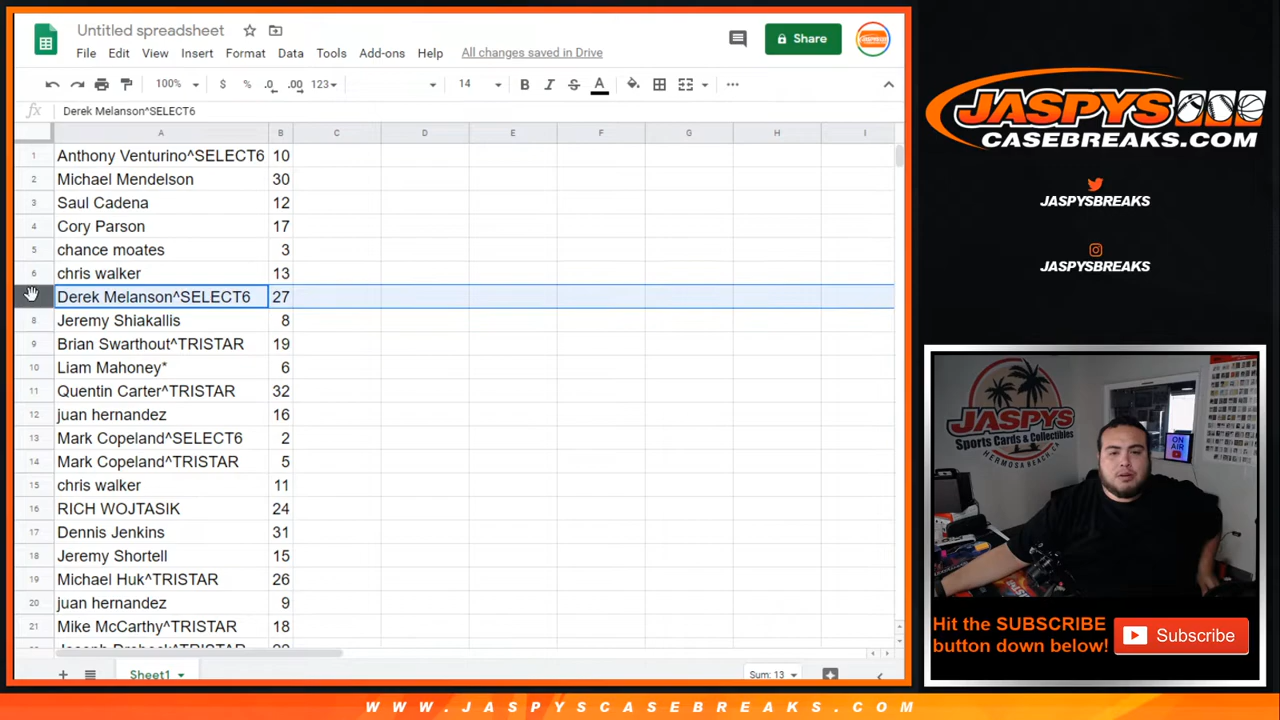 Untitled spreadsheet
File Edit View Insert Format Data Tools Add-ons Help All changes saved in Drive
Share
100% $ % .0 .00 123 14 B I S A
fx Derek Melanson^SELECT6
A B C D E F G H I
1 Anthony Venturino^SELECT6 10
2 Michael Mendelson 30
3 Saul Cadena 12
4 Cory Parson 17
5 chance moates 3
6 chris walker 13
Derek Melanson^SELECT6 27
8 Jeremy Shiakallis 8
9 Brian Swarthout^TRISTAR 19
10 Liam Mahoney* 6
11 Quentin Carter^TRISTAR 32
12 juan hernandez 16
13 Mark Copeland^SELECT6 2
14 Mark Copeland^TRISTAR 5
15 chris walker 11
16 RICH WOJTASIK 24
17 Dennis Jenkins 31
18 Jeremy Shortell 15
19 Michael Huk^TRISTAR 26
20 juan hernandez 9
21 Mike McCarthy^TRISTAR 18
Sheet1
Sum: 13
JASPYS
CASEBREAKS.COM
JASPYSBREAKS
JASPYSBREAKS
JASPYS
Sports Cards & Collectibles
HERMOSA BEACH, CA
ON
AIR
Hit the SUBSCRIBE
button down below!
Subscribe
WWW.JASPYSCASEBREAKS.COM